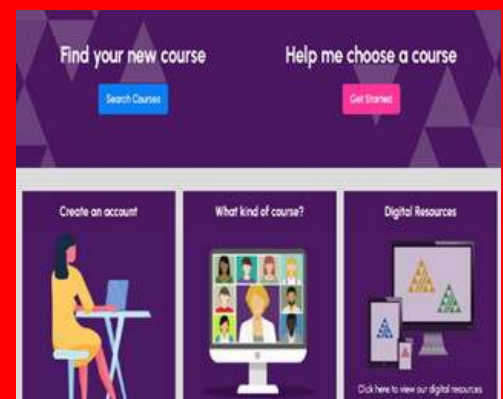 Find your new course
Help me choose a course
Search Courses
Get Started
Create an account
What kind of course?
Digital Resources
Click here to view our digital resources